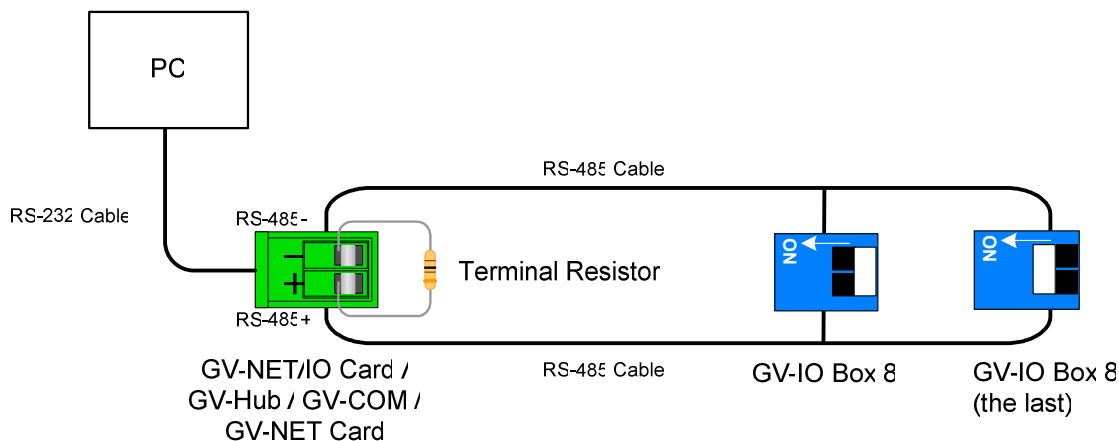 PC
RS-485 Cable
RS-232 Cable
RS-485-
ON
ON
Terminal Resistor
RS-485+
GV-NET/IO Card /
GV-Hub / GV-COM /
GV-NET Card
RS-485 Cable
GV-IO Box 8
GV-IO Box 8
(the last)